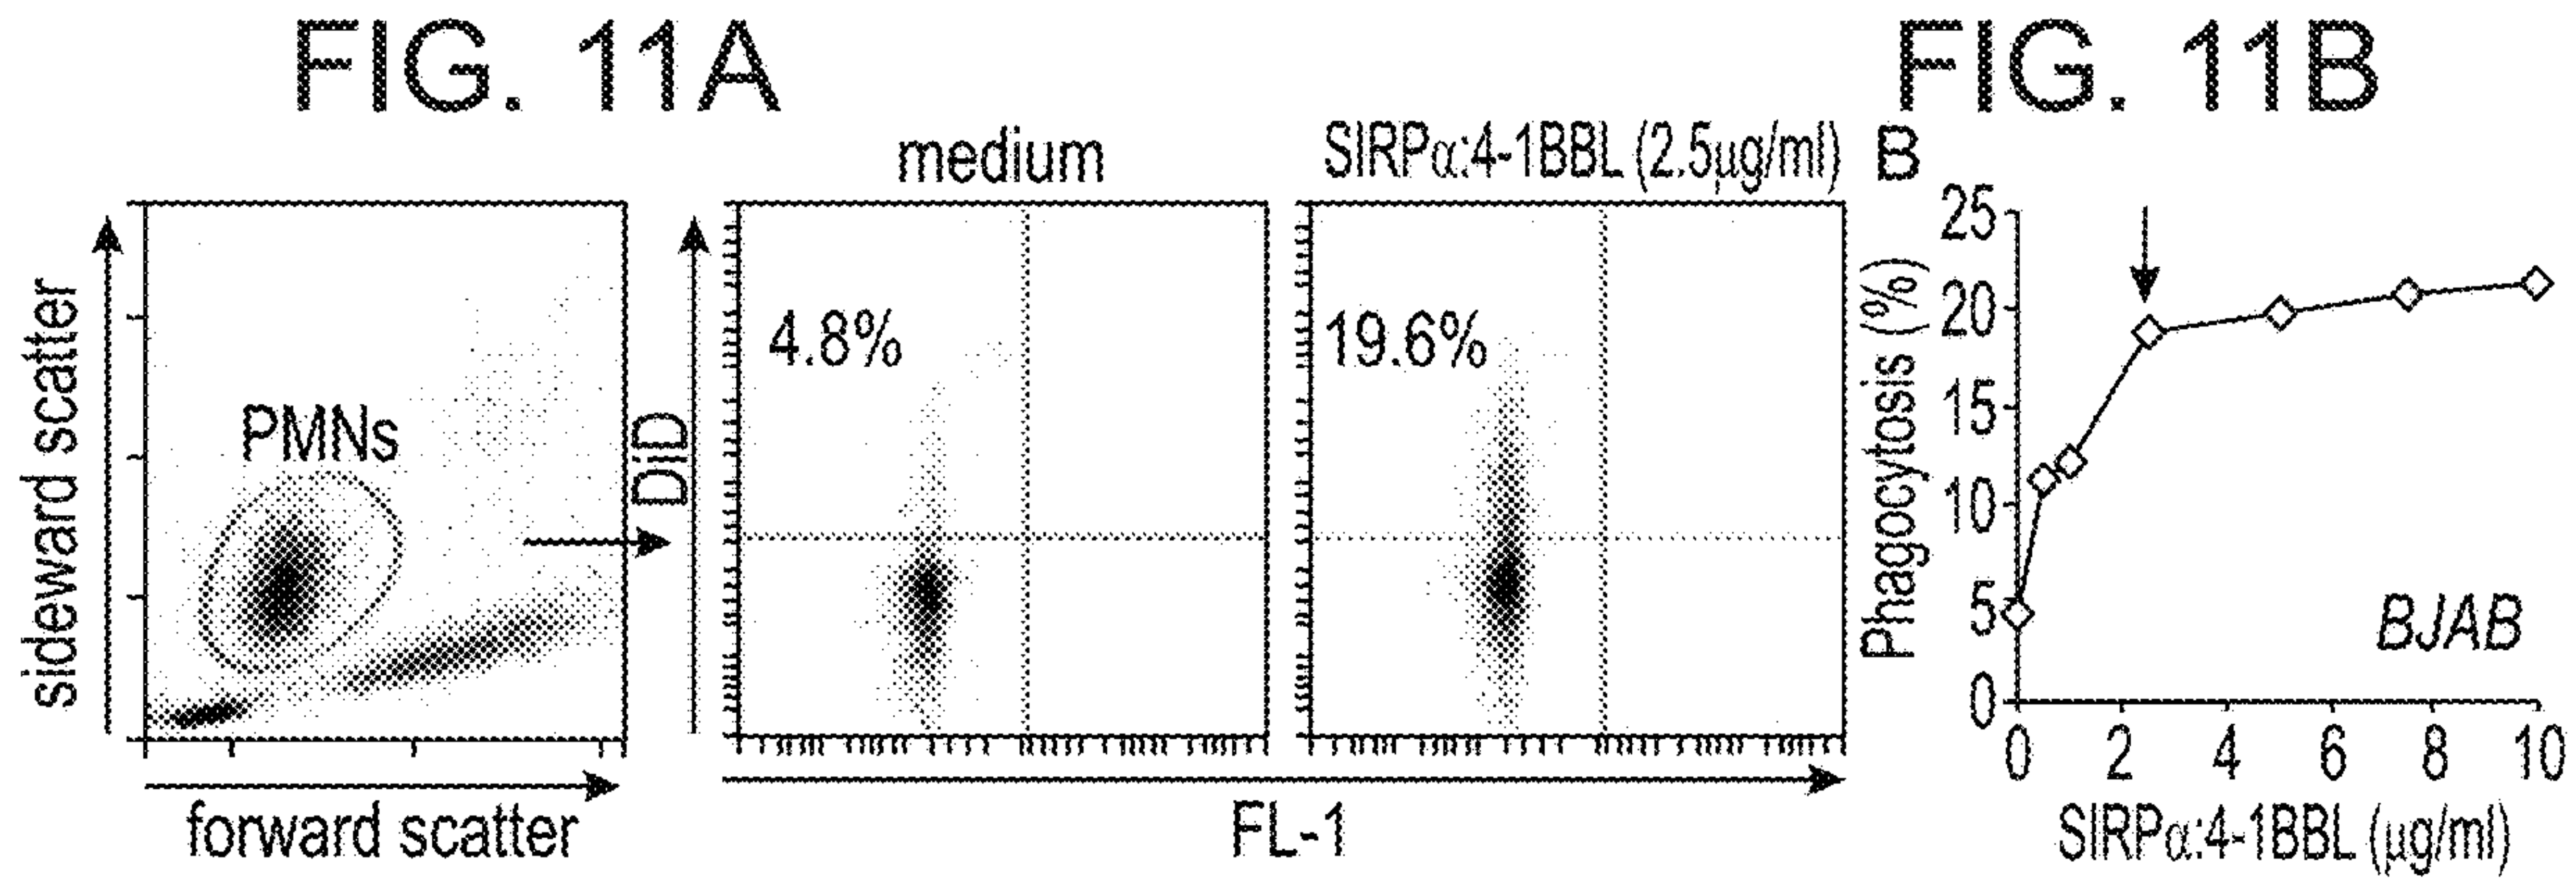 FIG. 11A
FIG. 11B
medium
SIRPα:4-1BBL (2.5µg/ml)
B
sideward scatter
PMNs
forward scatter
DiD
4.8%
19.6%
FL-1
Phagocytosis (%)
25
20
15
10
5
0
BJAB
0 2 4 6 8 10
SIRPα:4-1BBL (µg/ml)